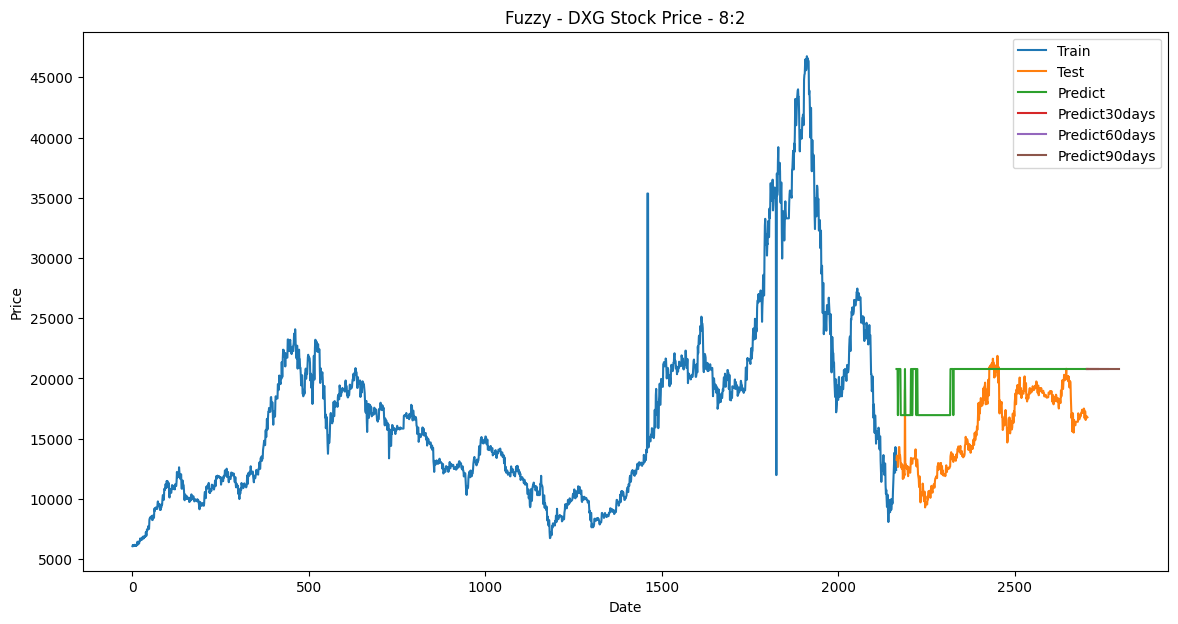 Fuzzy - DXG Stock Price - 8:2
Train
Test
Predict
Predict30days
Predict60days
Predict90days
45000
40000
35000
30000
25000
20000
15000
10000
5000
Price
0
500
1000
1500
2000
2500
Date